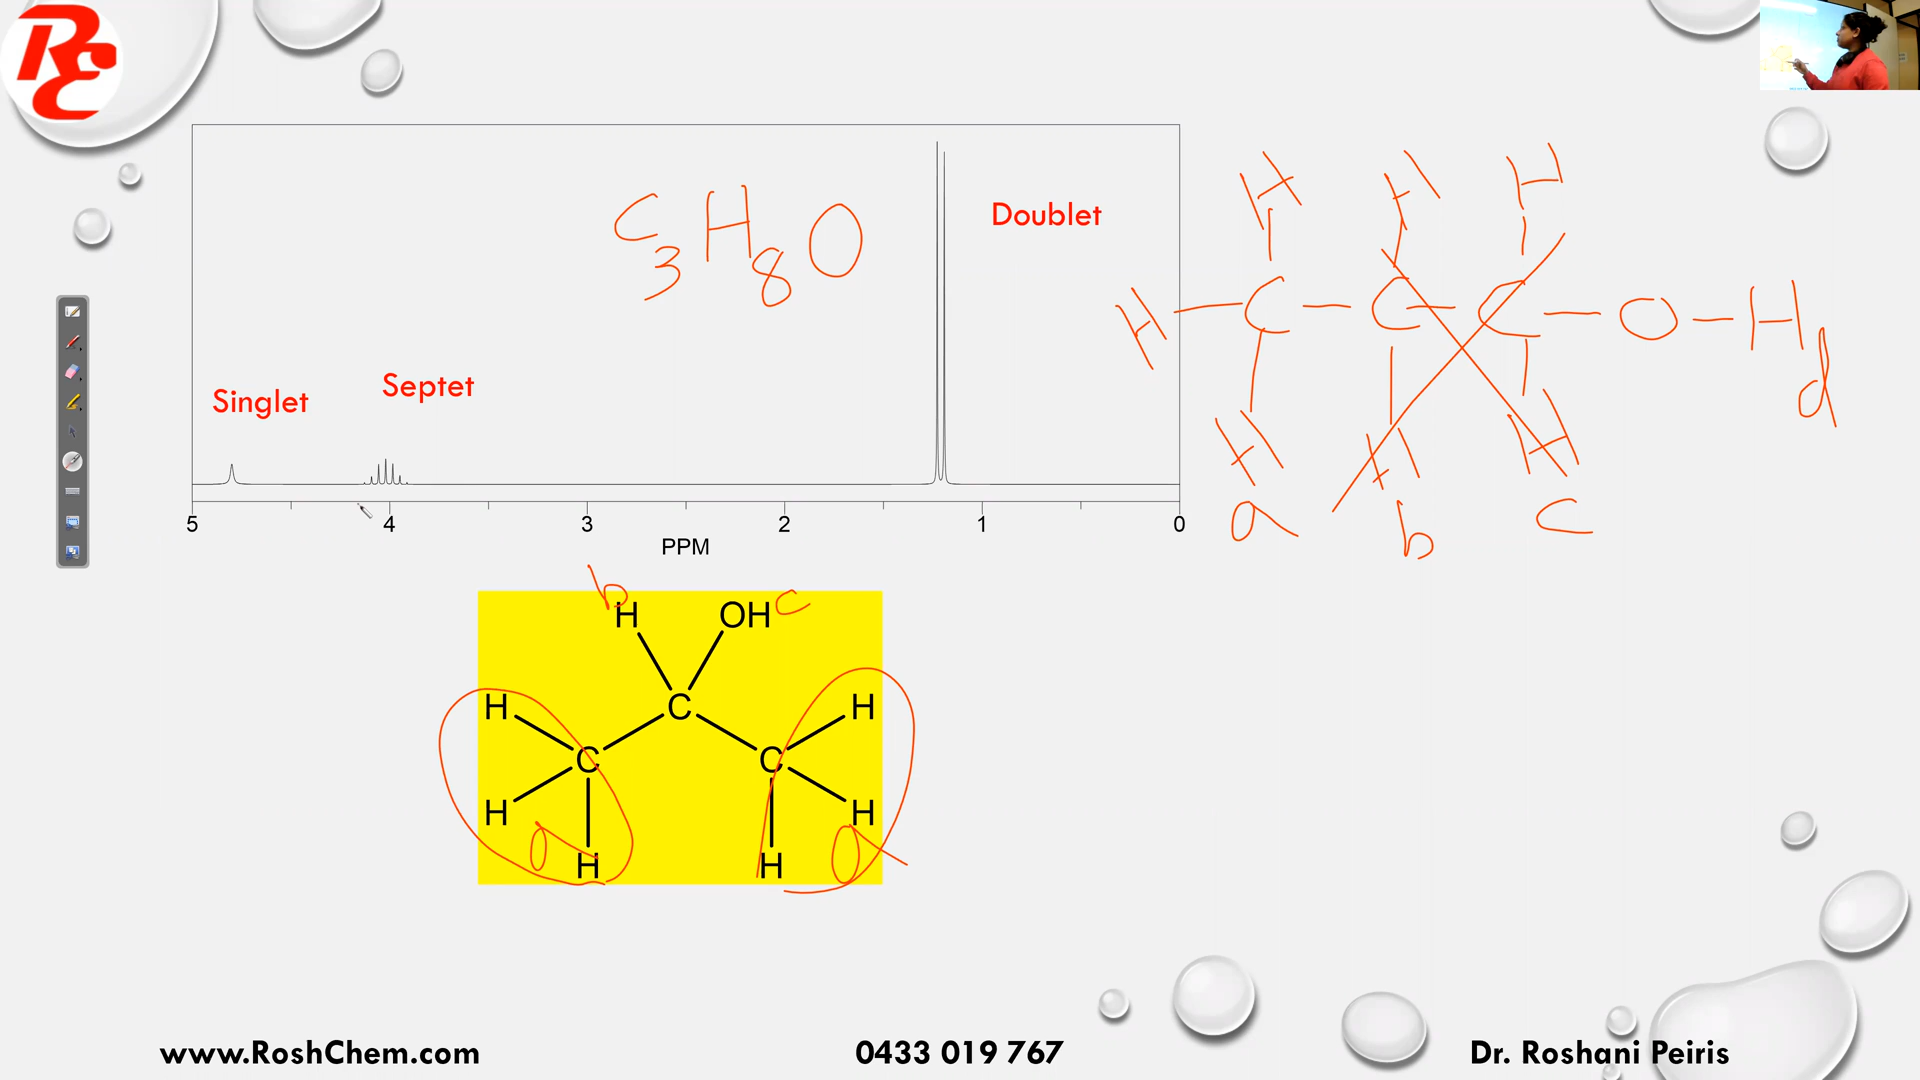 RC
C3H8O
Doublet
Septet
Singlet
5 4 3 2 1 0
PPM
H H H
H C C C O H
d
H H H
a b c
b H OH c
H C H
C C
H H
a H H a
www.RoshChem.com 0433 019 767 Dr. Roshani Peiris